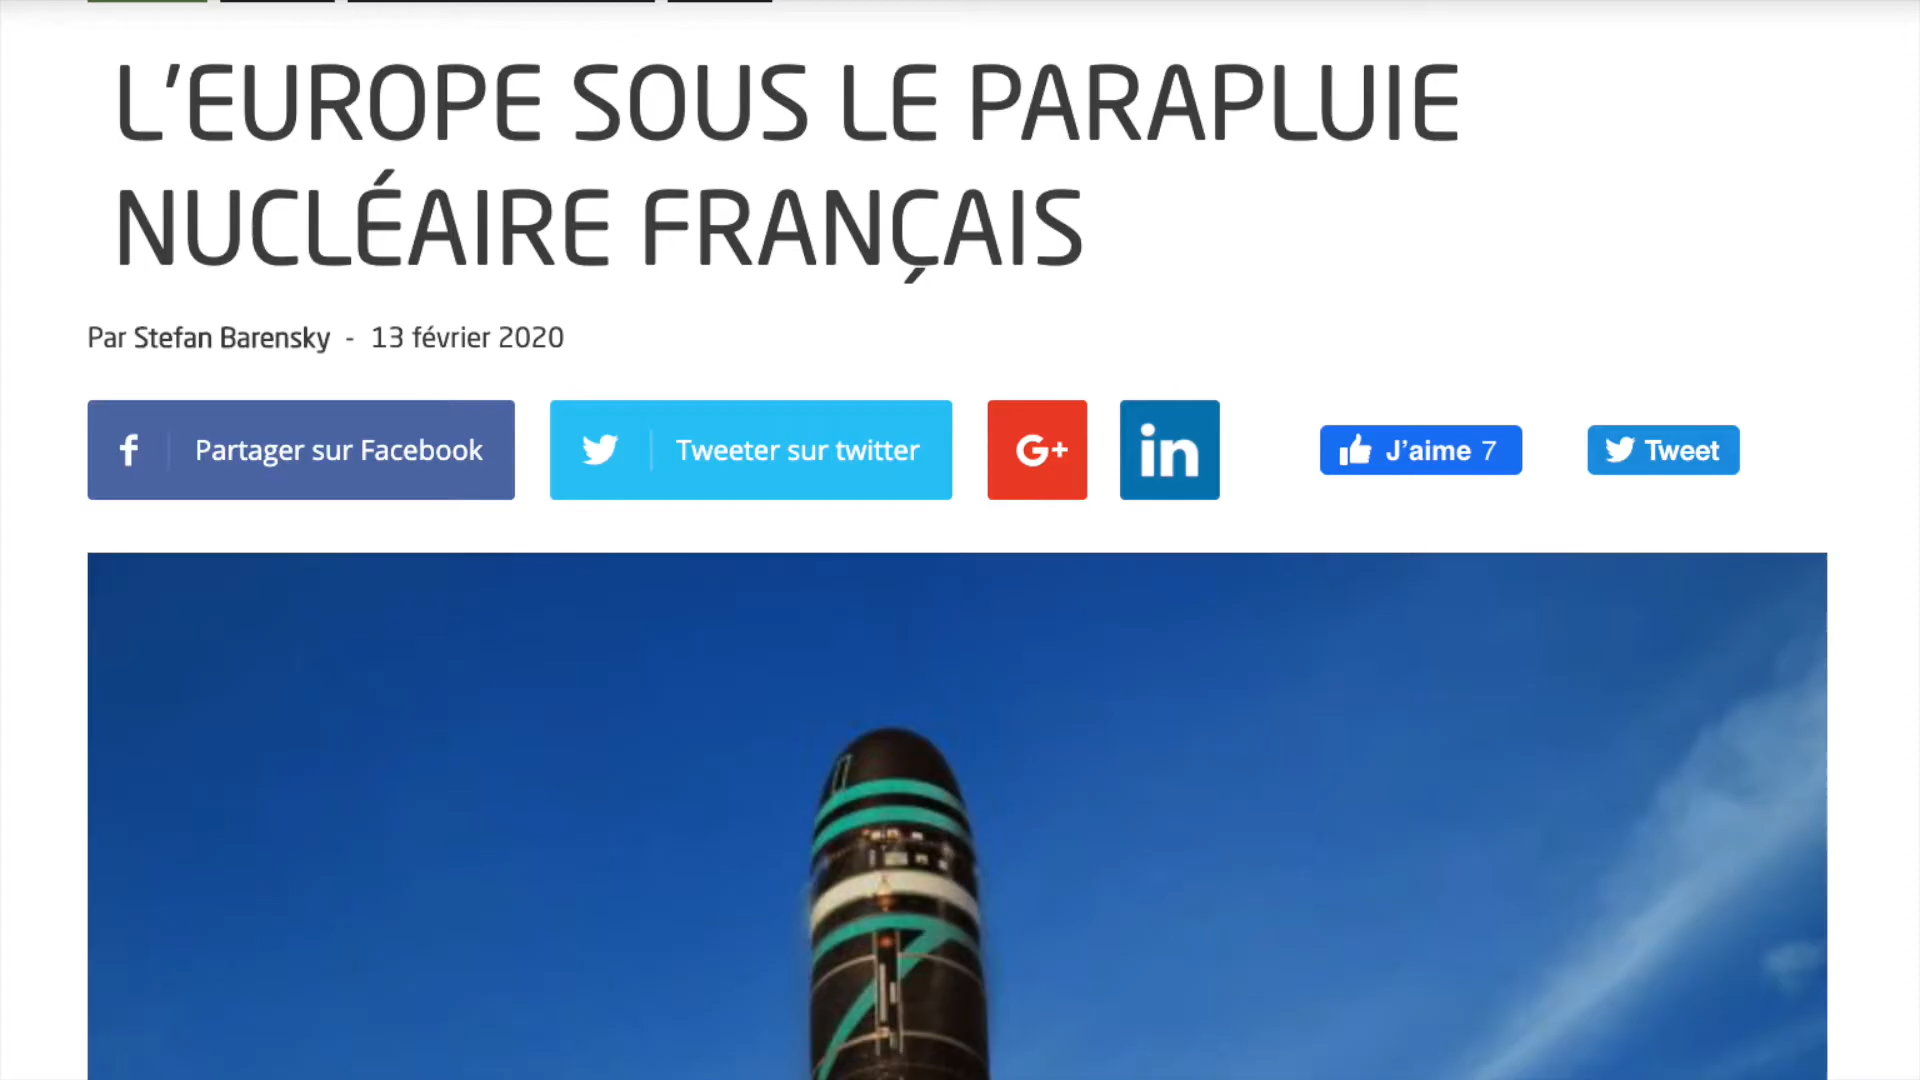 L'EUROPE SOUS LE PARAPLUIE
NUCLÉAIRE FRANÇAIS
Par Stefan Barensky - 13 février 2020
f Partager sur Facebook
Tweeter sur twitter
G+
in
J'aime 7
Tweet